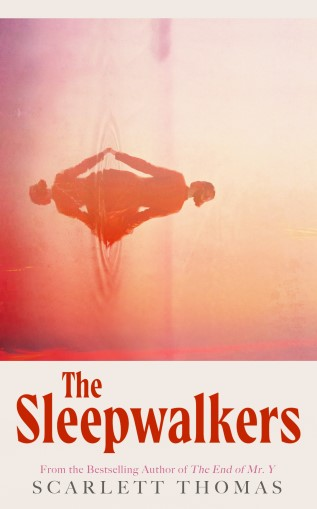 The
Sleepwalkers
From the Bestselling Author of The End of Mr. Y
SCARLETT THOMAS